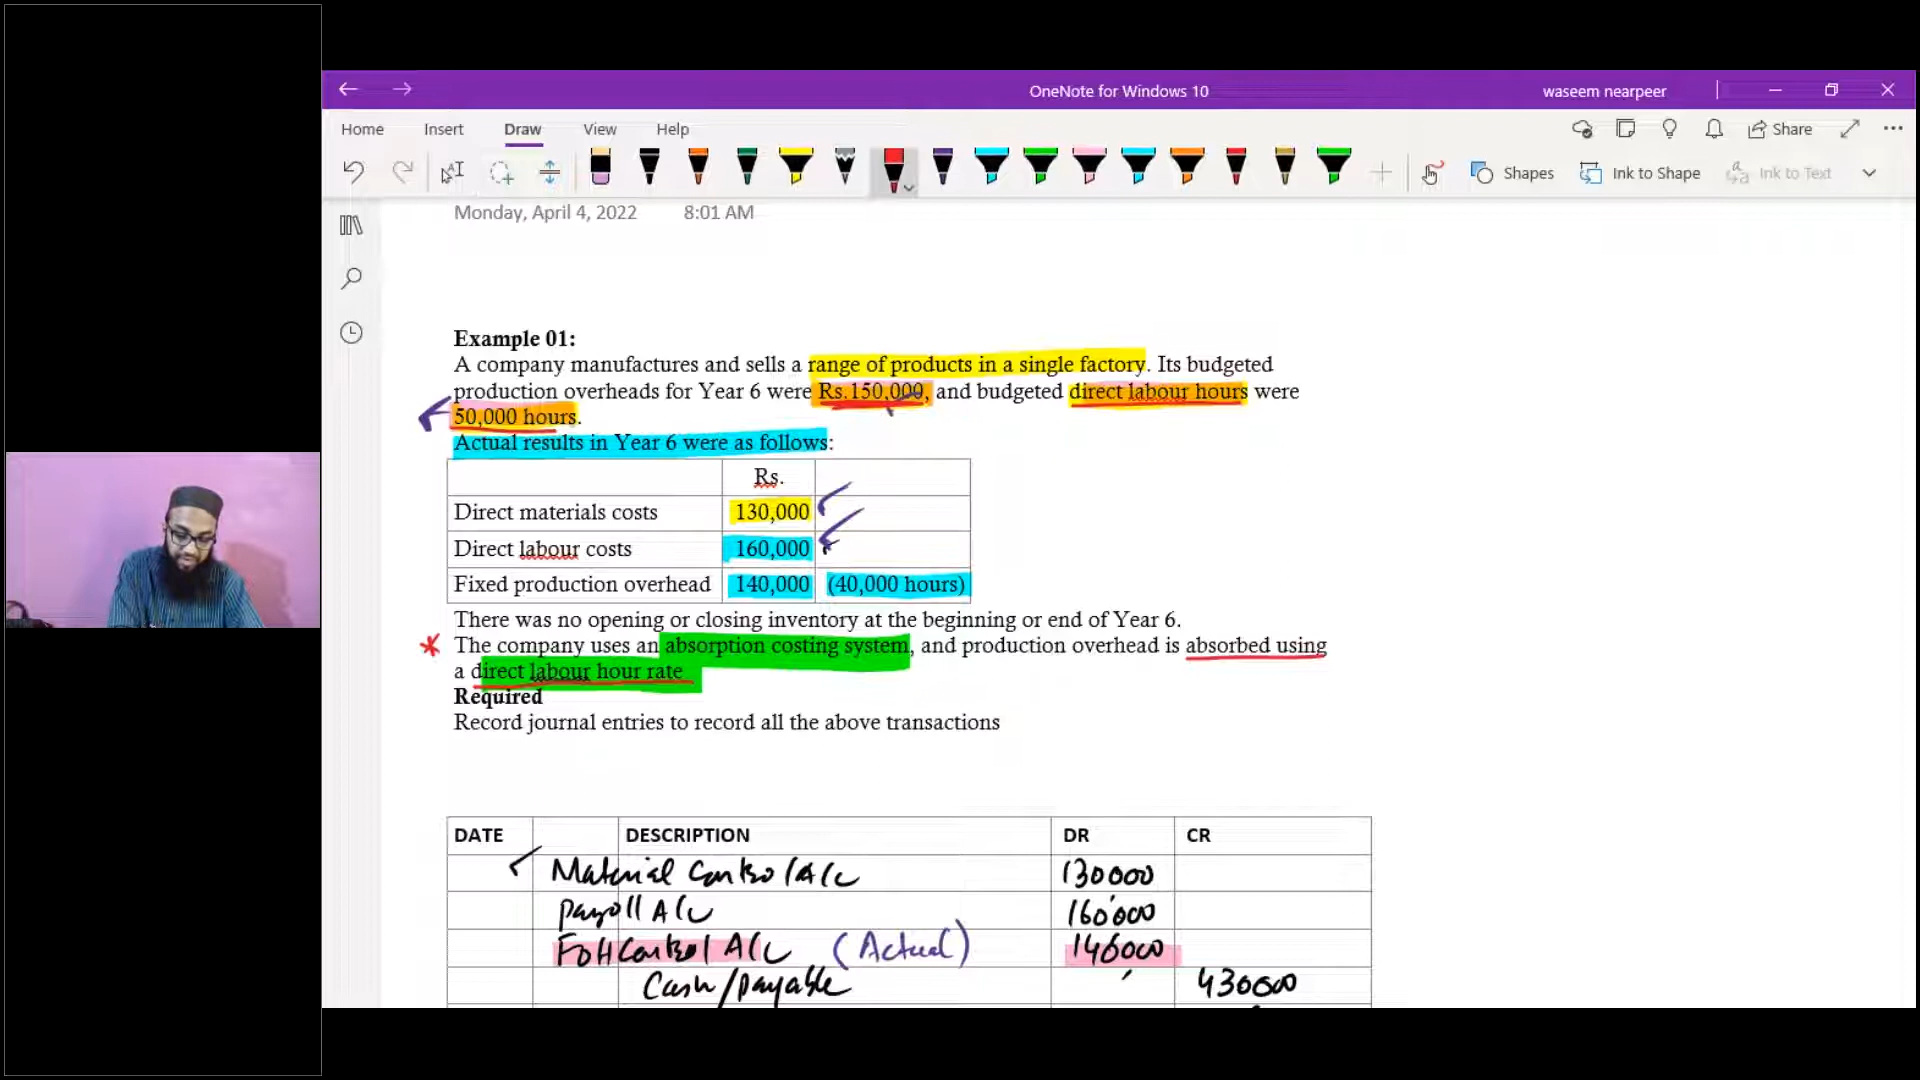 OneNote for Windows 10
waseem nearpeer
Home Insert Draw View Help
Share
Shapes Ink to Shape Ink to Text
Monday, April 4, 2022 8:01 AM
Example 01:
A company manufactures and sells a range of products in a single factory. Its budgeted
production overheads for Year 6 were Rs.150,000, and budgeted direct labour hours were
50,000 hours.
Actual results in Year 6 were as follows:
Rs.
Direct materials costs 130,000
Direct labour costs 160,000
Fixed production overhead 140,000 (40,000 hours)
There was no opening or closing inventory at the beginning or end of Year 6.
The company uses an absorption costing system, and production overhead is absorbed using
a direct labour hour rate
Required
Record journal entries to record all the above transactions
DATE DESCRIPTION DR CR
Material Control A/c 130000
payroll A/c 160000
FOH Control A/c (Actual) 140000
Cash/payable 430000